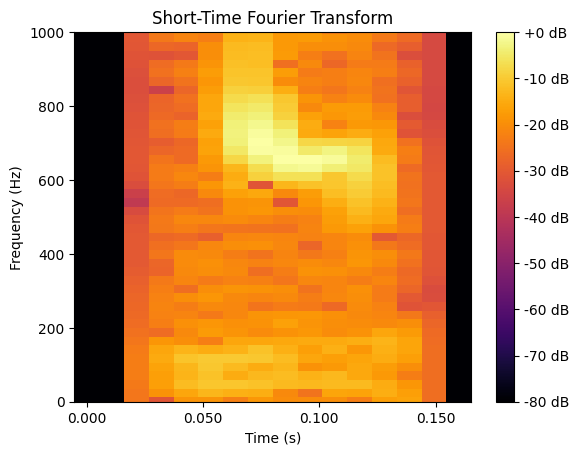 Short-Time Fourier Transform
1000
800
600
400
200
0
Frequency (Hz)
0.000
0.050
0.100
0.150
Time (s)
+0 dB
-10 dB
-20 dB
-30 dB
-40 dB
-50 dB
-60 dB
-70 dB
-80 dB